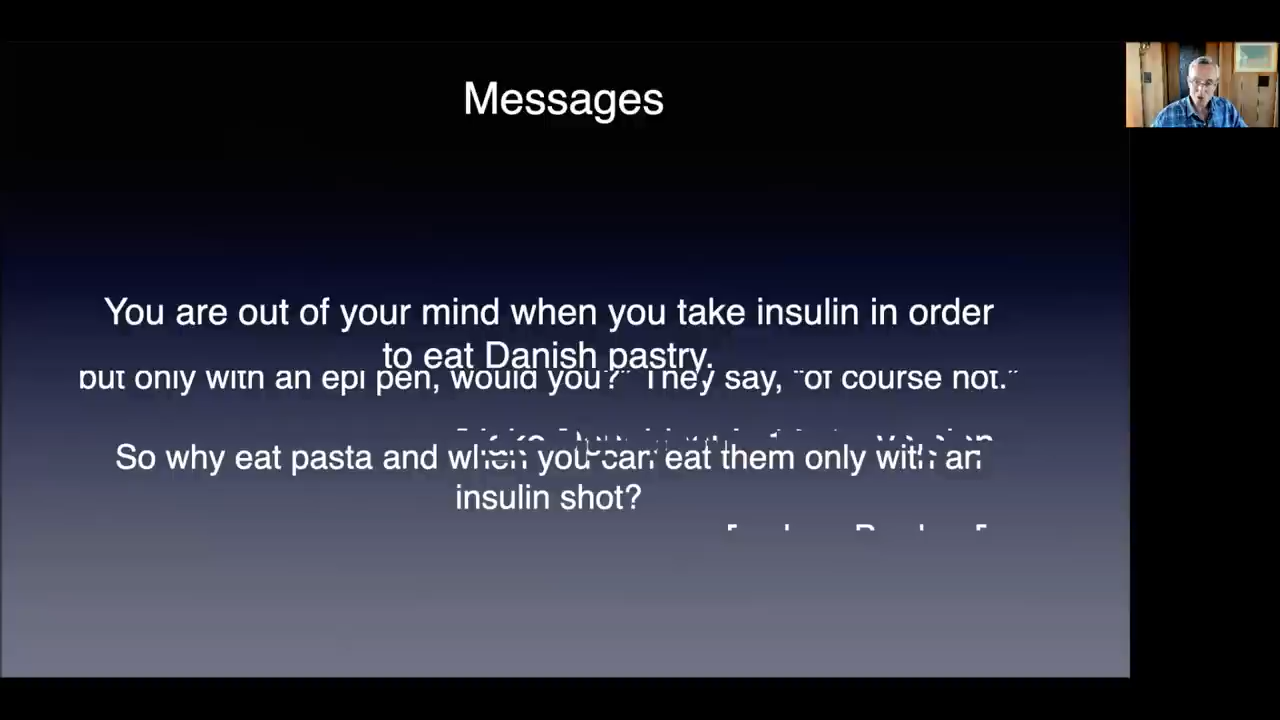 Messages
You are out of your mind when you take insulin in order
to eat Danish pastry.
but only with an epi pen, would you?” They say, “of course not.”
So why eat pasta and when you can eat them only with an
insulin shot?